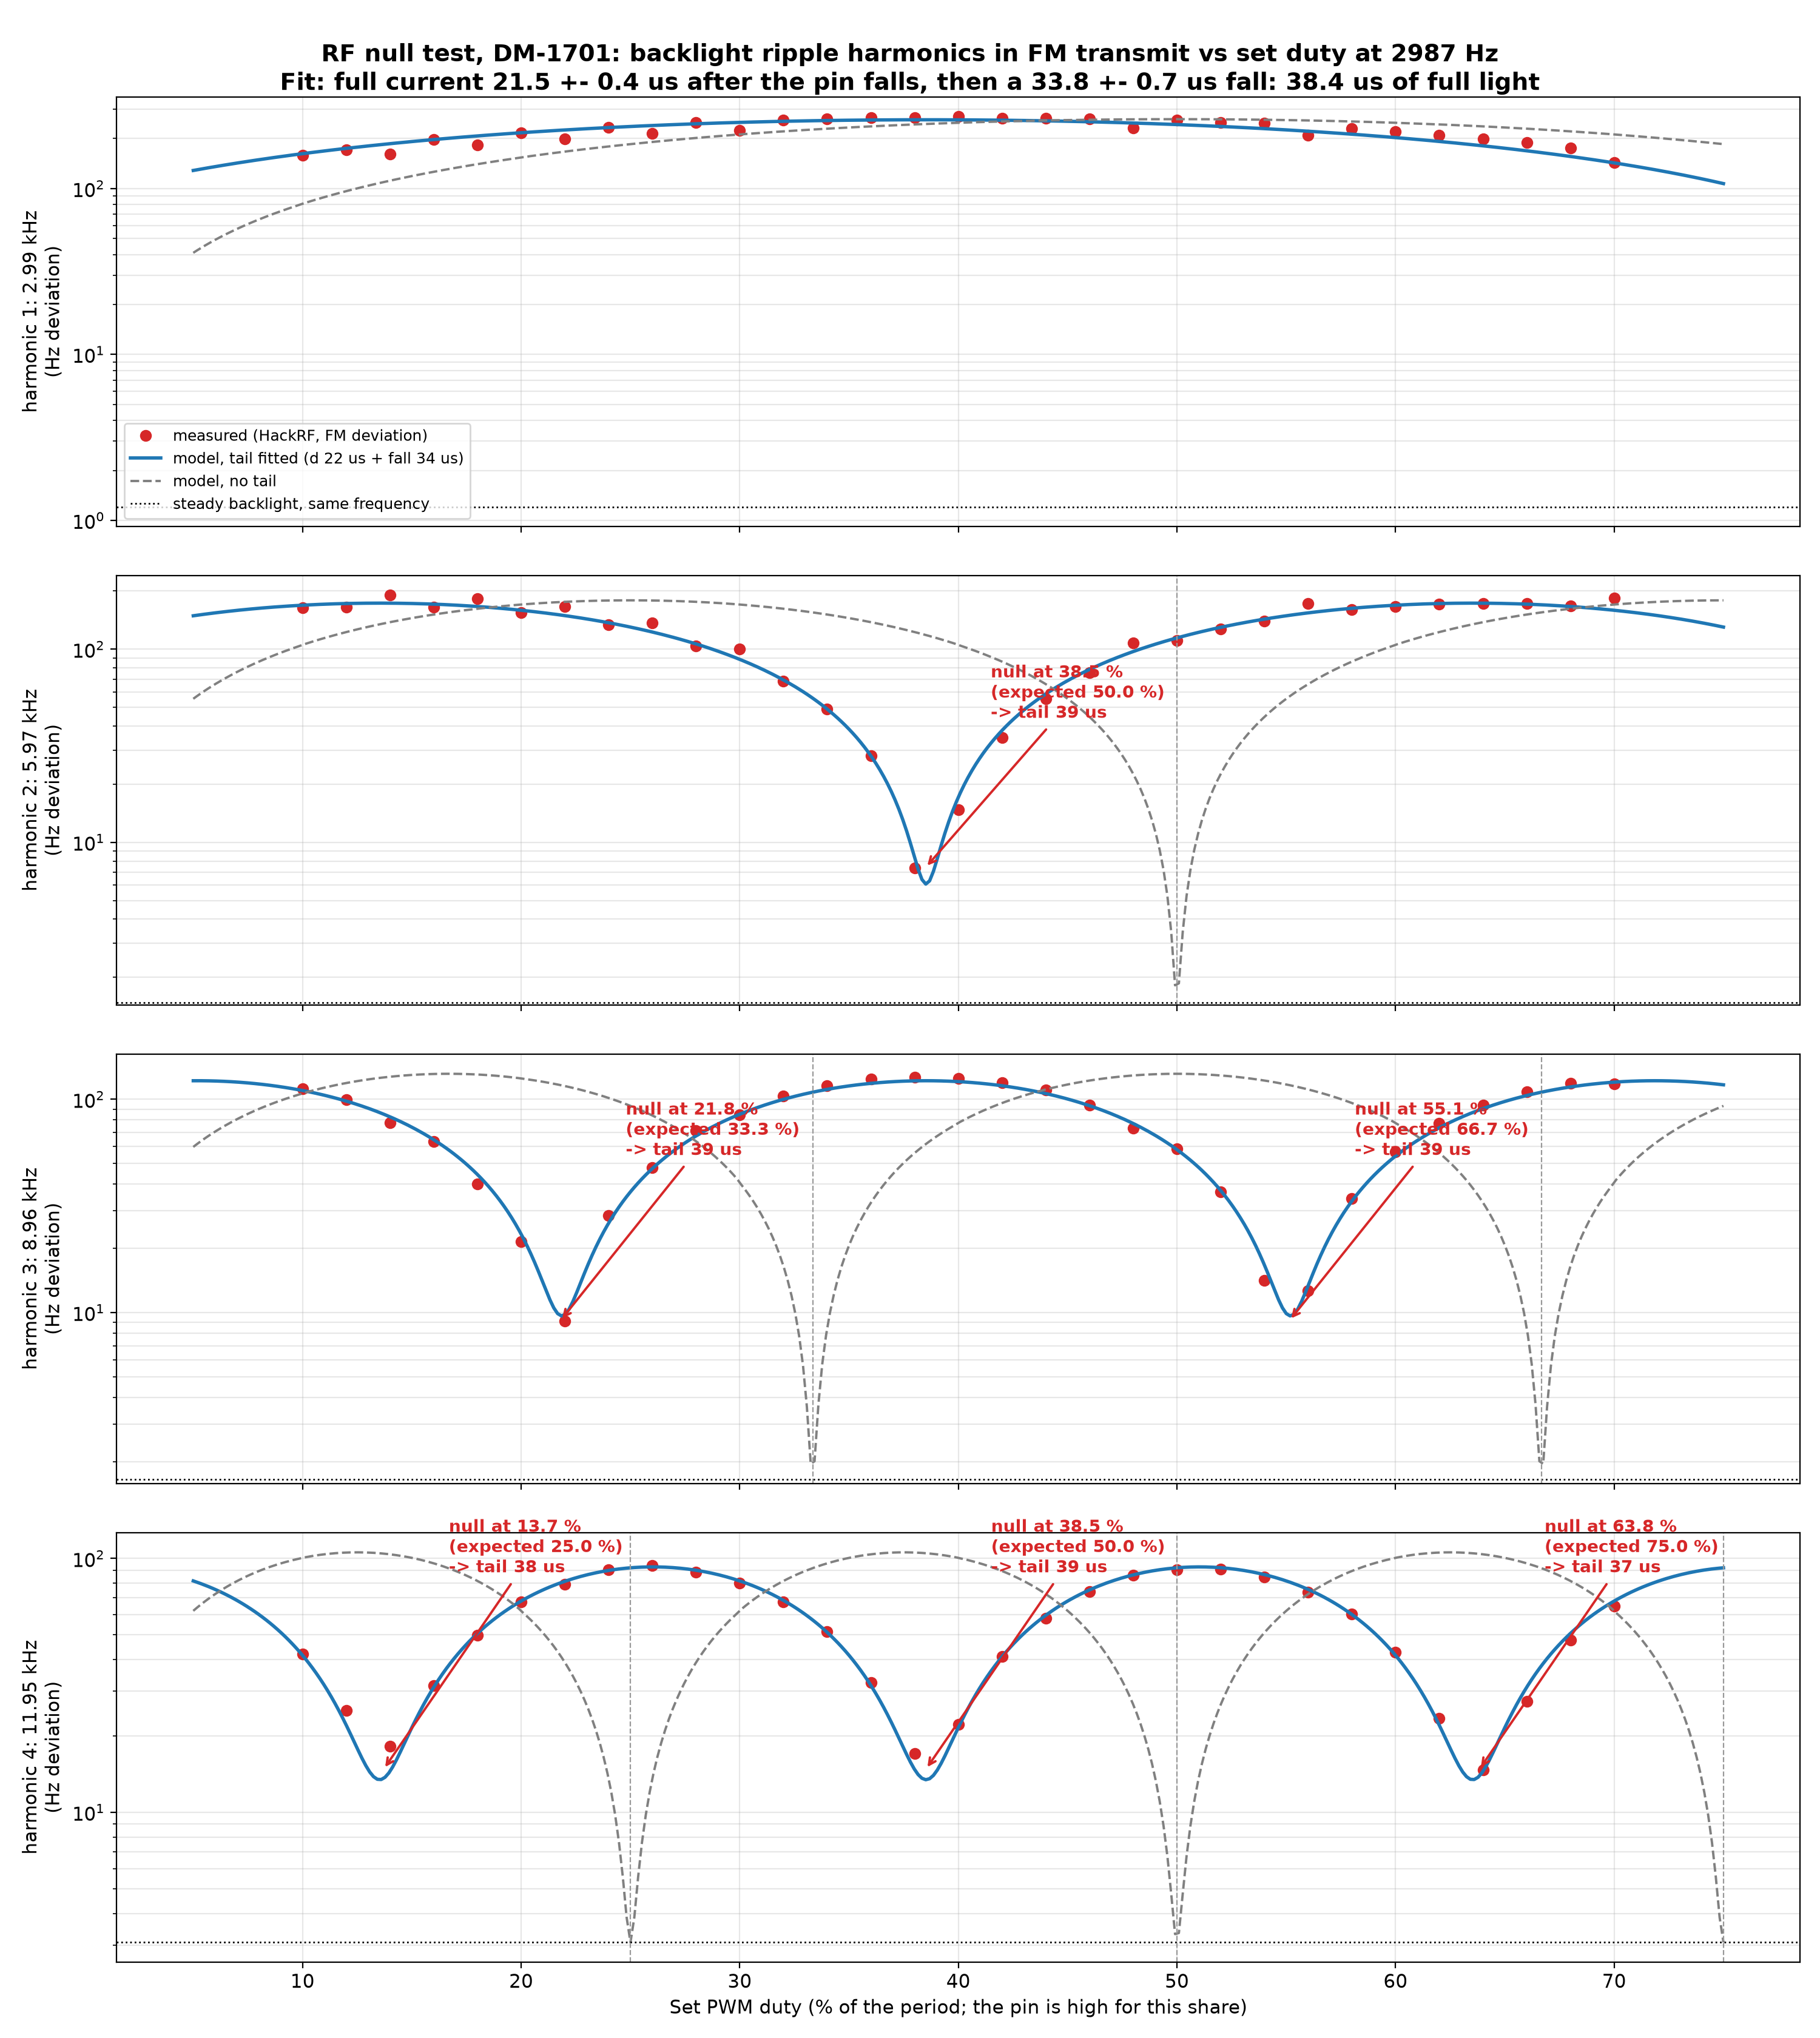 RF null test, DM-1701: backlight ripple harmonics in FM transmit vs set duty at 2987 Hz
Fit: full current 21.5 +- 0.4 us after the pin falls, then a 33.8 +- 0.7 us fall: 38.4 us of full light
harmonic 1: 2.99 kHz
(Hz deviation)
10²
10¹
10⁰
measured (HackRF, FM deviation)
model, tail fitted (d 22 us + fall 34 us)
model, no tail
steady backlight, same frequency
harmonic 2: 5.97 kHz
(Hz deviation)
10²
10¹
null at 38.5 %
(expected 50.0 %)
-> tail 39 us
harmonic 3: 8.96 kHz
(Hz deviation)
10²
10¹
null at 21.8 %
(expected 33.3 %)
-> tail 39 us
null at 55.1 %
(expected 66.7 %)
-> tail 39 us
harmonic 4: 11.95 kHz
(Hz deviation)
10²
10¹
null at 13.7 %
(expected 25.0 %)
-> tail 38 us
null at 38.5 %
(expected 50.0 %)
-> tail 39 us
null at 63.8 %
(expected 75.0 %)
-> tail 37 us
10 20 30 40 50 60 70
Set PWM duty (% of the period; the pin is high for this share)